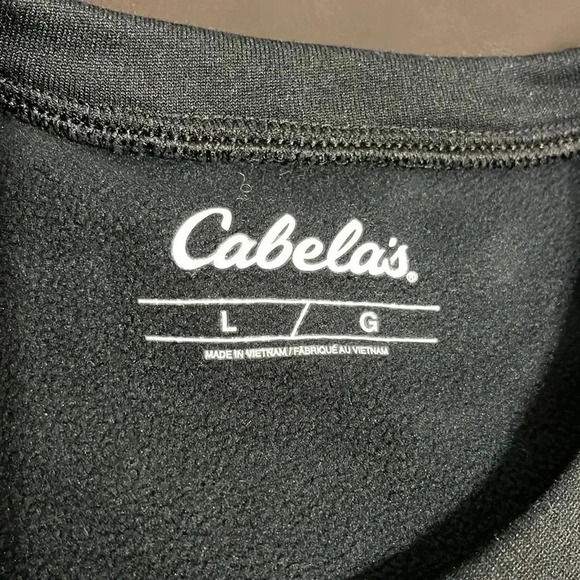 Cabela's®
L / G
MADE IN VIETNAM / FABRIQUÉ AU VIETNAM